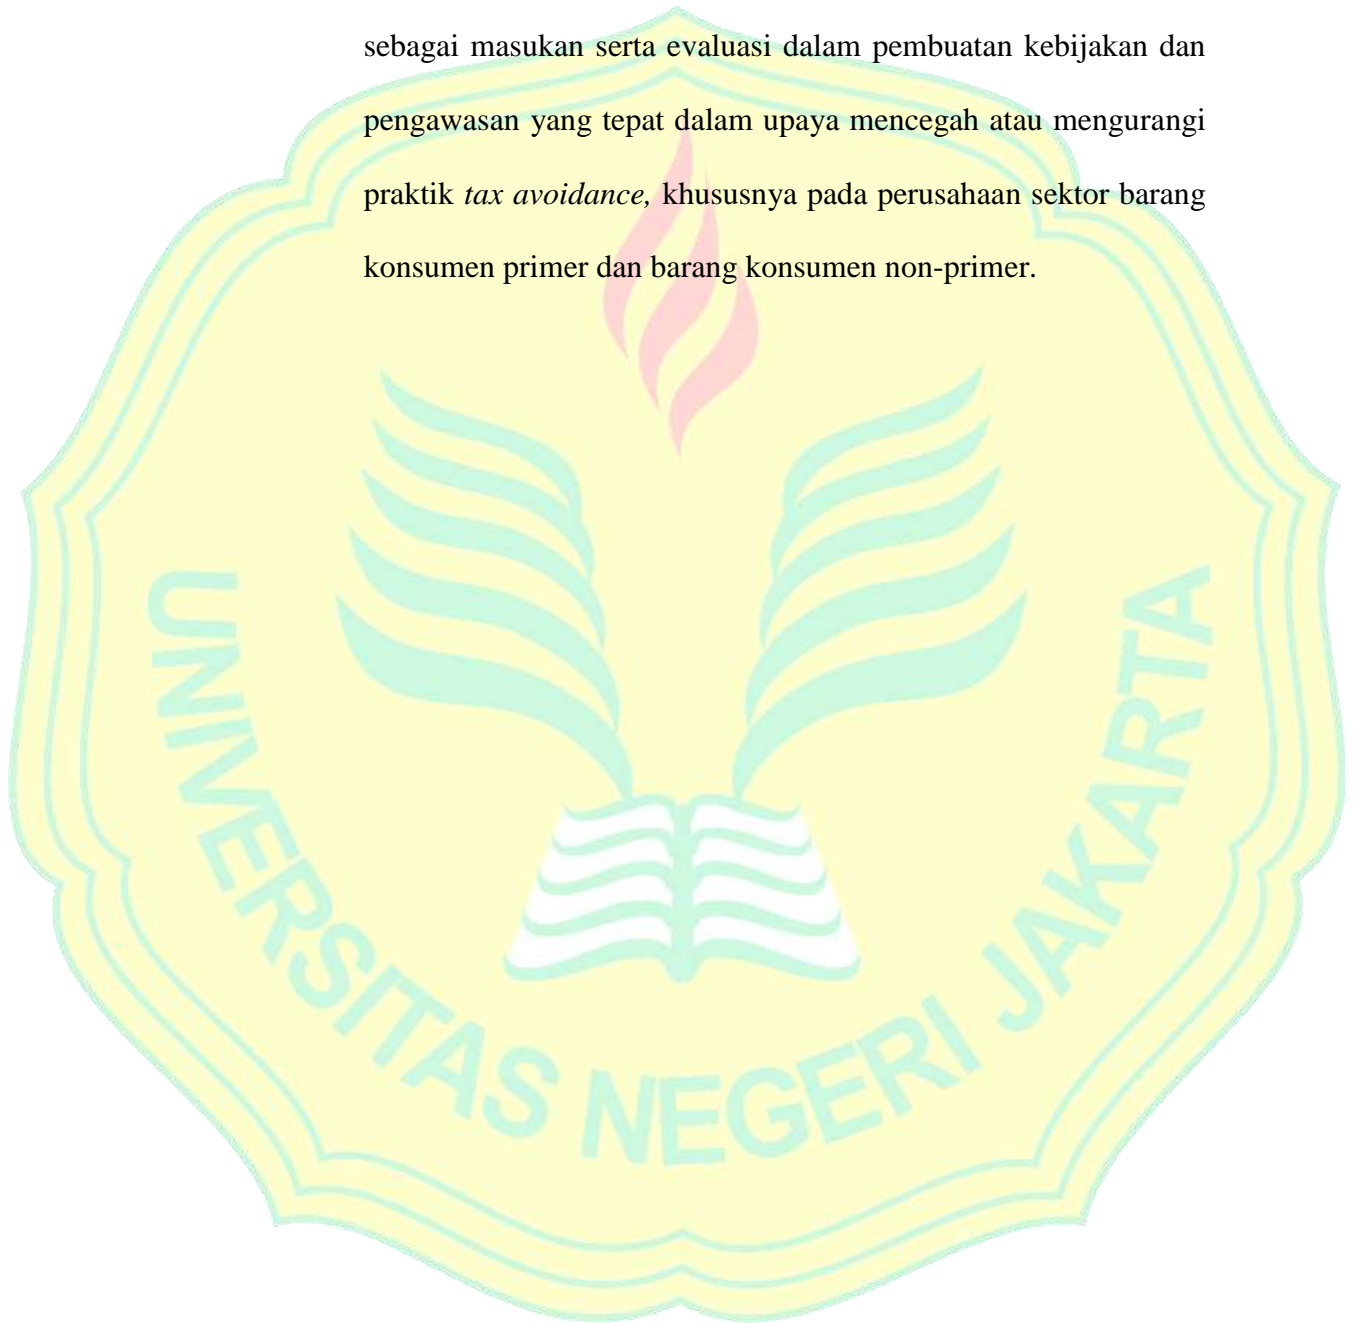 sebagai masukan serta evaluasi dalam pembuatan kebijakan dan
pengawasan yang tepat dalam upaya mencegah atau mengurangi
praktik tax avoidance, khususnya pada perusahaan sektor barang
konsumen primer dan barang konsumen non-primer.
UNIVERSITAS NEGERI JAKARTA